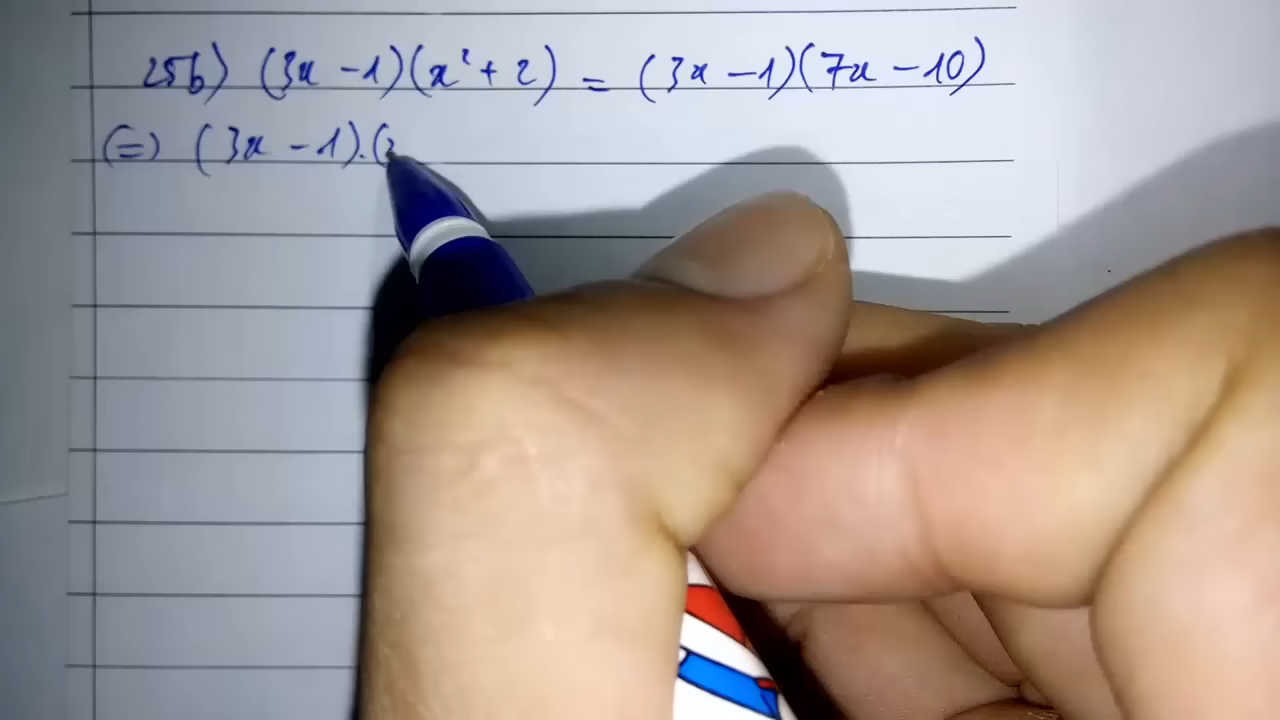 25b) (3x - 1)(x² + 2) = (3x - 1)(7x - 10)
(=) (3x - 1).(